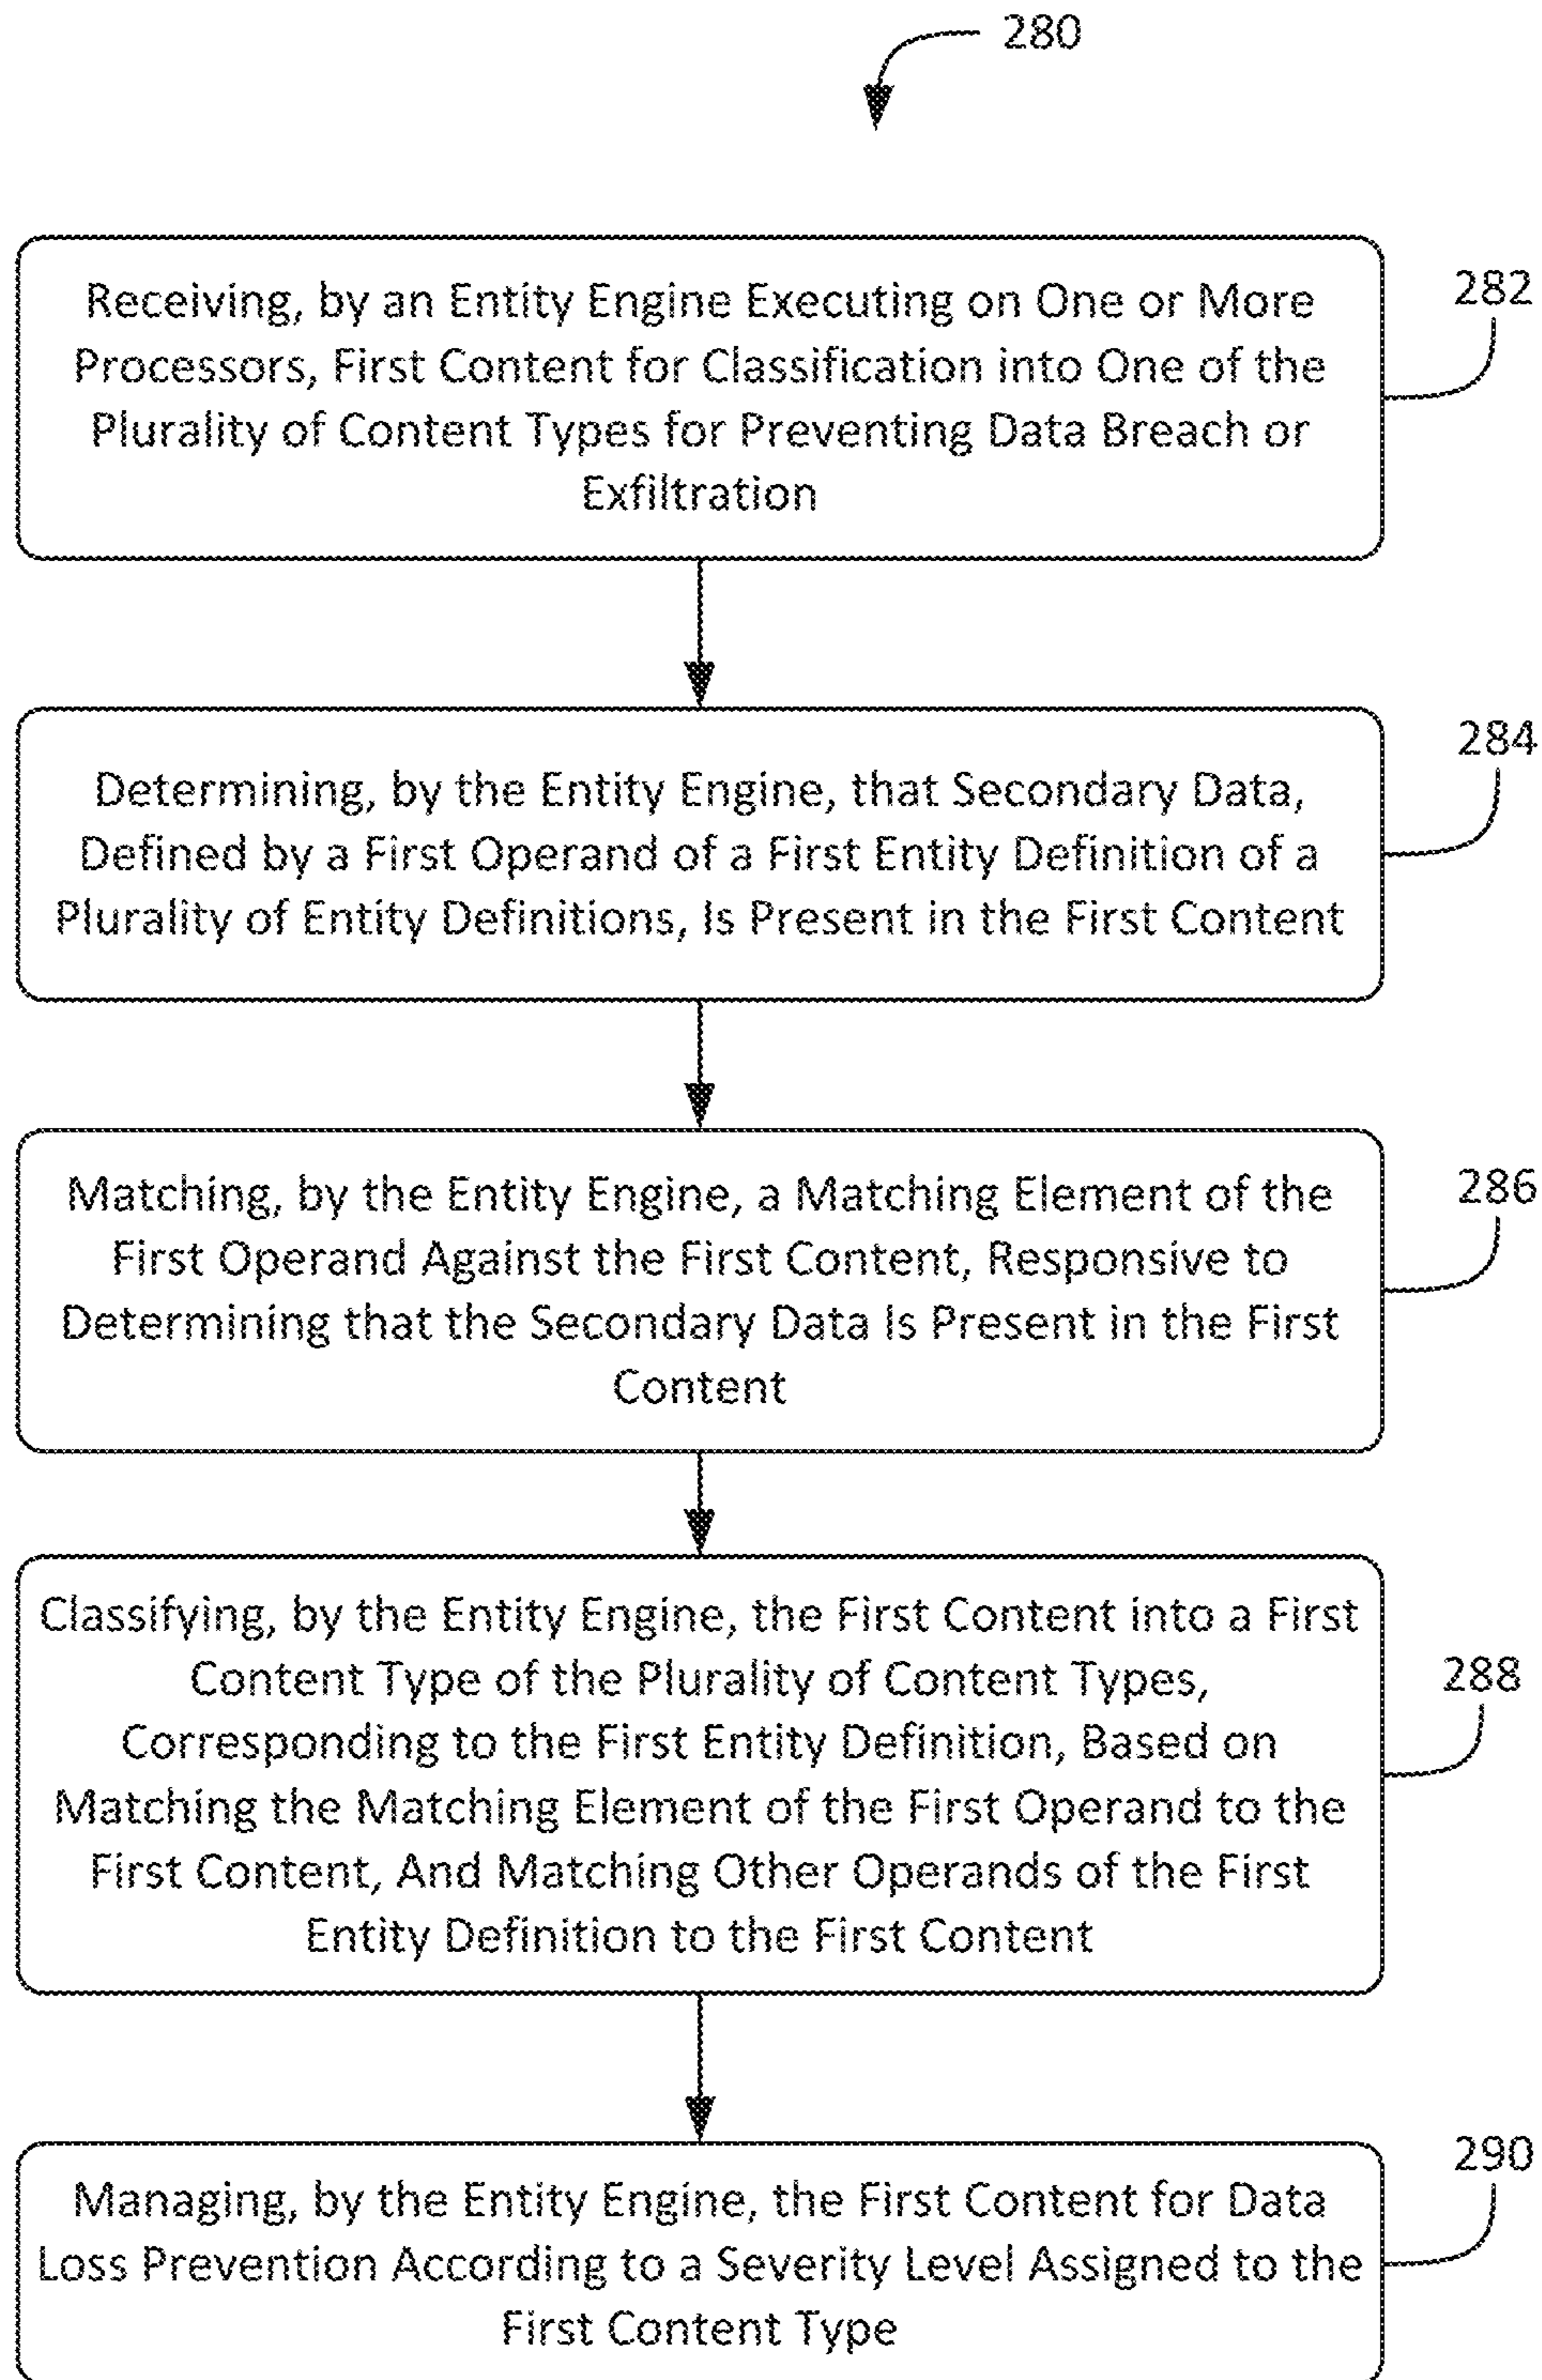 280
Receiving, by an Entity Engine Executing on One or More
Processors, First Content for Classification into One of the
Plurality of Content Types for Preventing Data Breach or
Exfiltration
282
Determining, by the Entity Engine, that Secondary Data,
Defined by a First Operand of a First Entity Definition of a
Plurality of Entity Definitions, Is Present in the First Content
284
Matching, by the Entity Engine, a Matching Element of the
First Operand Against the First Content, Responsive to
Determining that the Secondary Data Is Present in the First
Content
286
Classifying, by the Entity Engine, the First Content into a First
Content Type of the Plurality of Content Types,
Corresponding to the First Entity Definition, Based on
Matching the Matching Element of the First Operand to the
First Content, And Matching Other Operands of the First
Entity Definition to the First Content
288
Managing, by the Entity Engine, the First Content for Data
Loss Prevention According to a Severity Level Assigned to the
First Content Type
290